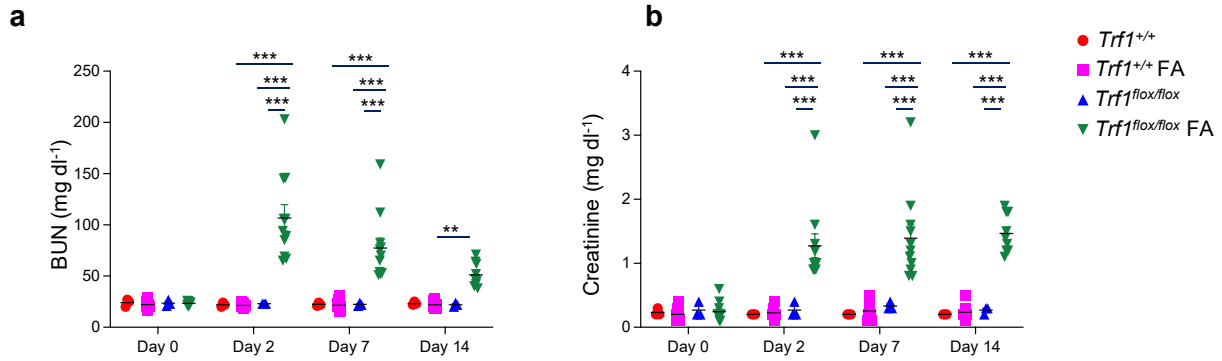 a
BUN (mg dl⁻¹)
250
200
150
100
50
0
*** ***
*** ***
*** ***
**
Day 0 Day 2 Day 7 Day 14
b
Creatinine (mg dl⁻¹)
4
3
2
1
0
*** *** ***
*** *** ***
*** *** ***
Day 0 Day 2 Day 7 Day 14
Trf1⁺/⁺
Trf1⁺/⁺ FA
Trf1flox/flox
Trf1flox/flox FA